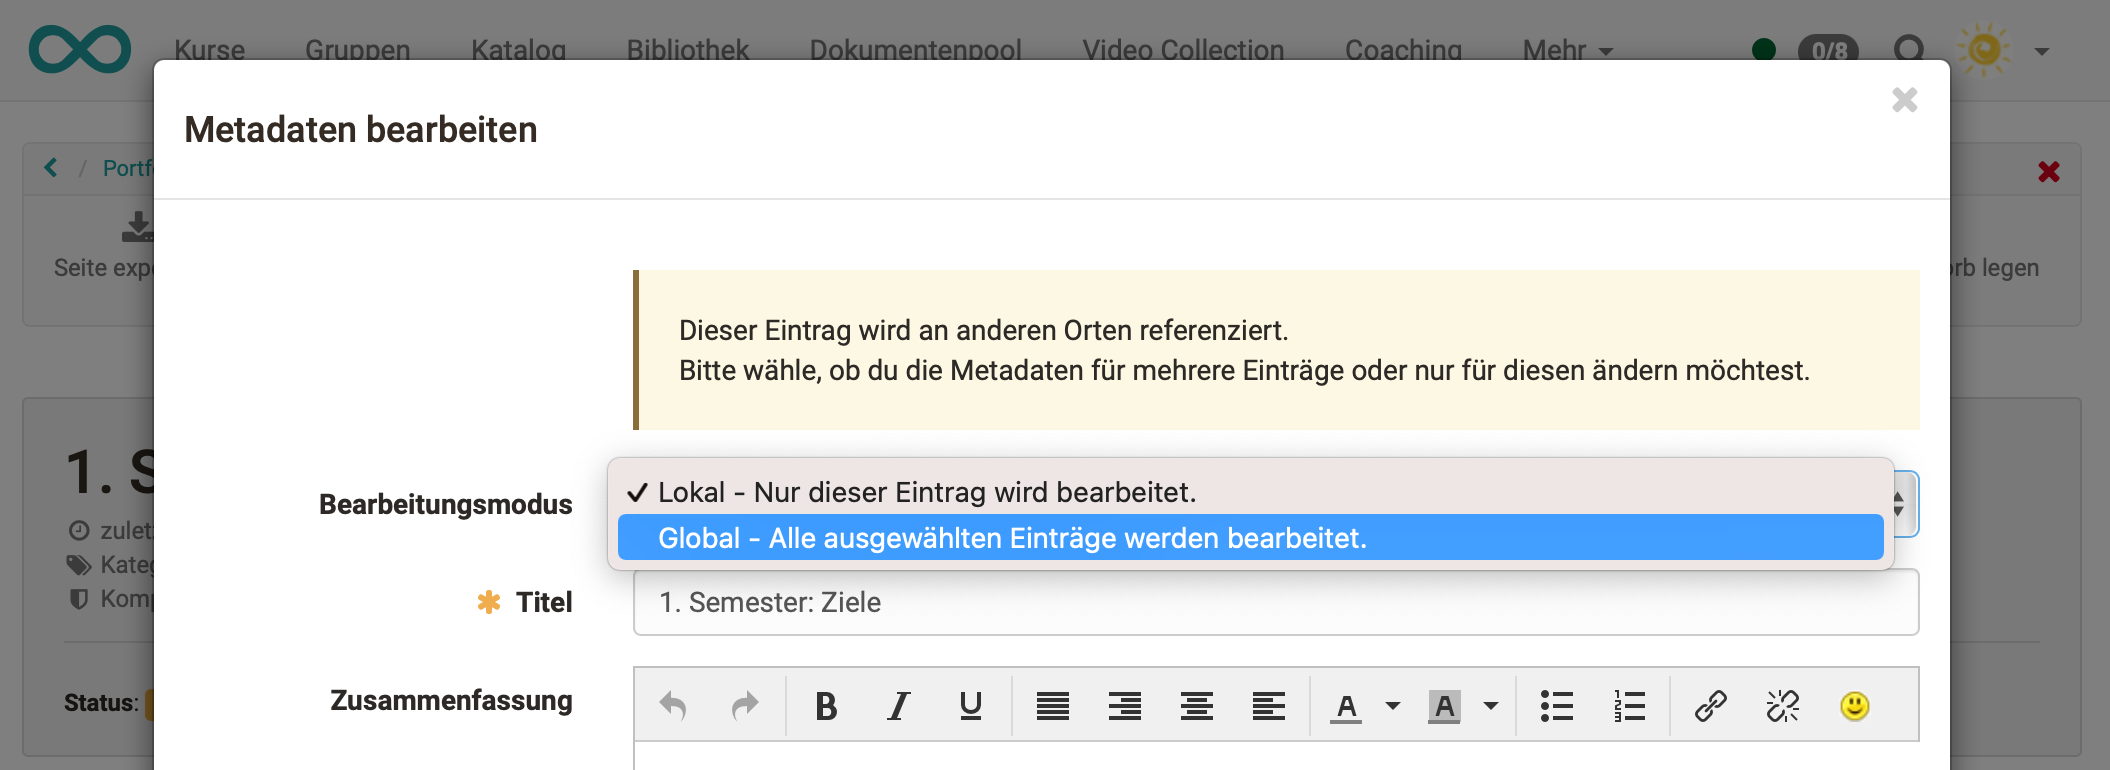 Kurse Gruppen Katalog Bibliothek Dokumentenpool Video Collection Coaching Mehr 0/8
Metadaten bearbeiten
/ Portf
Seite exp
orb legen
Dieser Eintrag wird an anderen Orten referenziert.
Bitte wähle, ob du die Metadaten für mehrere Einträge oder nur für diesen ändern möchtest.
Bearbeitungsmodus
✓ Lokal - Nur dieser Eintrag wird bearbeitet.
Global - Alle ausgewählten Einträge werden bearbeitet.
1. S
zulet
Kateg
Komp
Titel
1. Semester: Ziele
Status:
Zusammenfassung
B I U A A